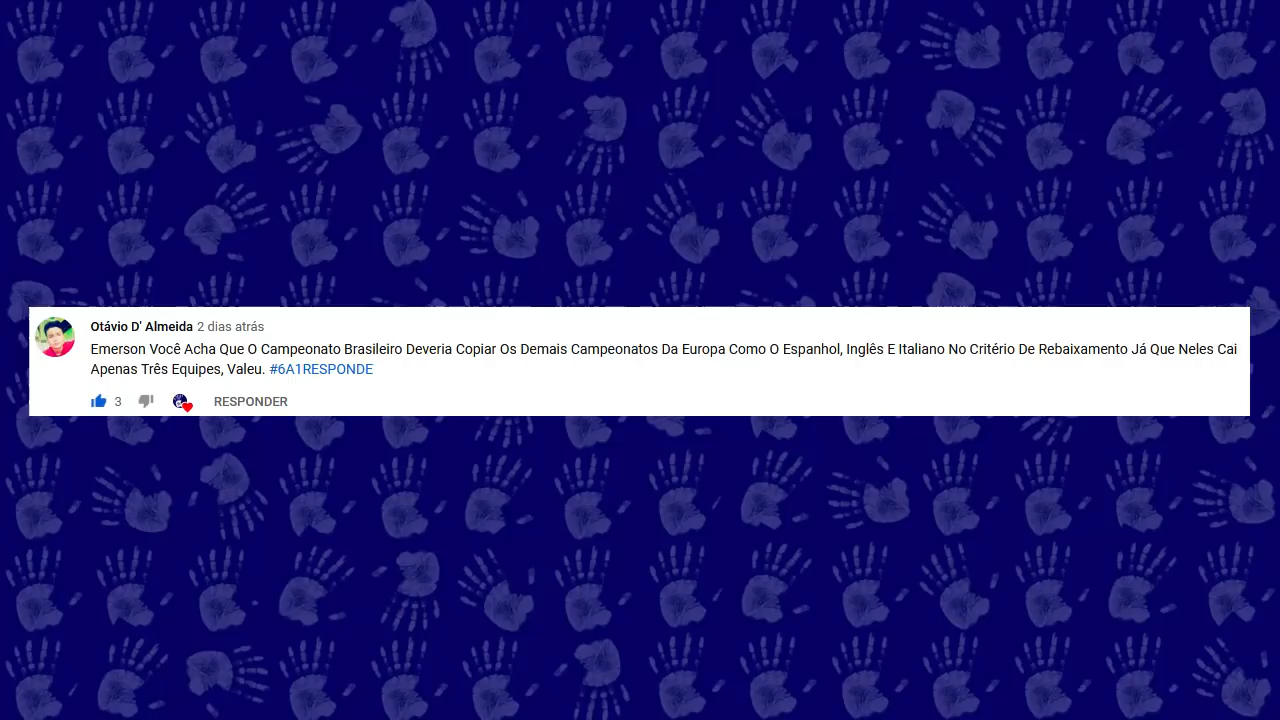 Otávio D' Almeida 2 dias atrás
Emerson Você Acha Que O Campeonato Brasileiro Deveria Copiar Os Demais Campeonatos Da Europa Como O Espanhol, Inglês E Italiano No Critério De Rebaixamento Já Que Neles Cai
Apenas Três Equipes, Valeu. #6A1RESPONDE
3 RESPONDER